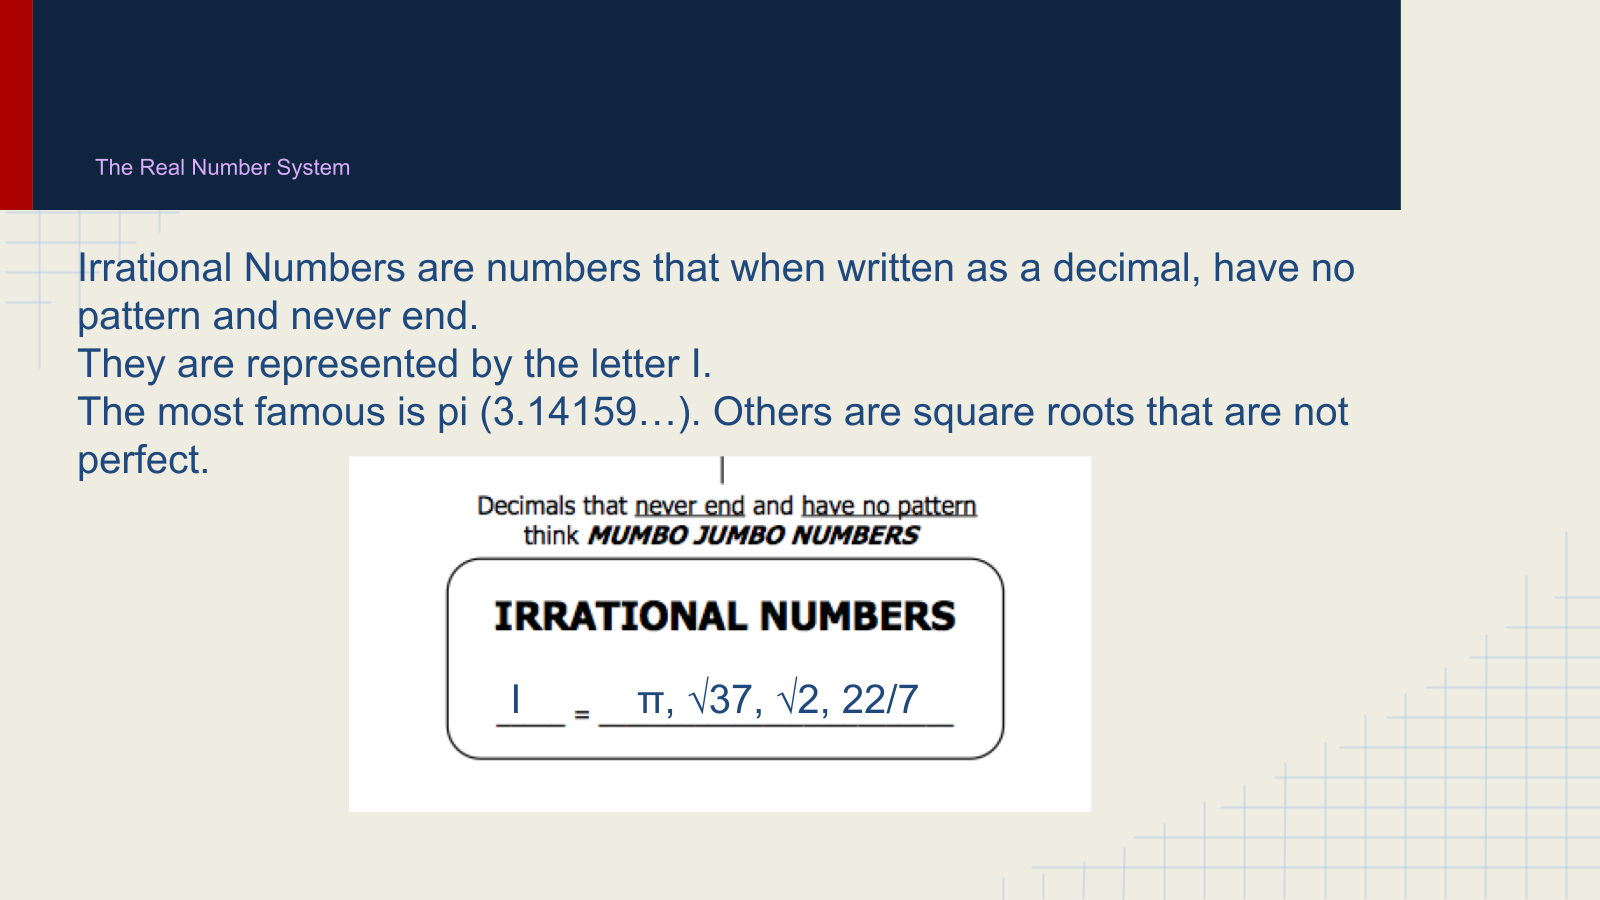 The Real Number System
Irrational Numbers are numbers that when written as a decimal, have no
pattern and never end.
They are represented by the letter I.
The most famous is pi (3.14159…). Others are square roots that are not
perfect.
Decimals that never end and have no pattern
think MUMBO JUMBO NUMBERS
IRRATIONAL NUMBERS
I = π, √37, √2, 22/7